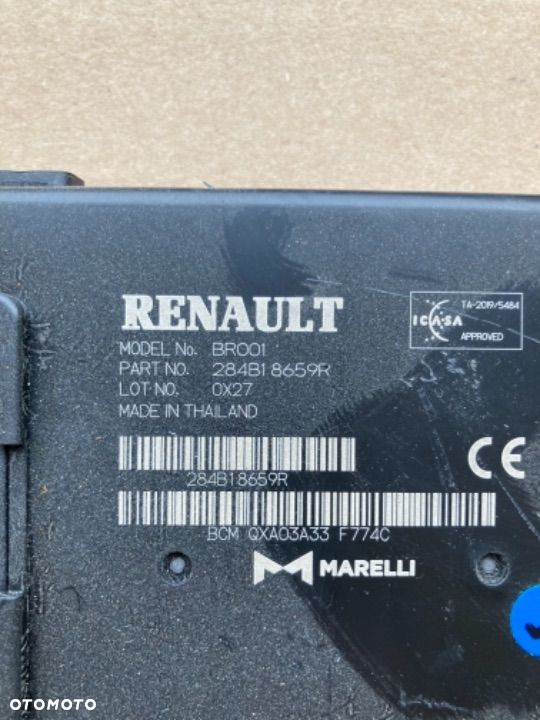 RENAULT
MODEL No. BR001
PART NO. 284B18659R
LOT NO. 0X27
MADE IN THAILAND
TA-2019/5484
ICASA
APPROVED
284B18659R
CE
BCM QXA03A33 F774C
MARELLI
OTOMOTO